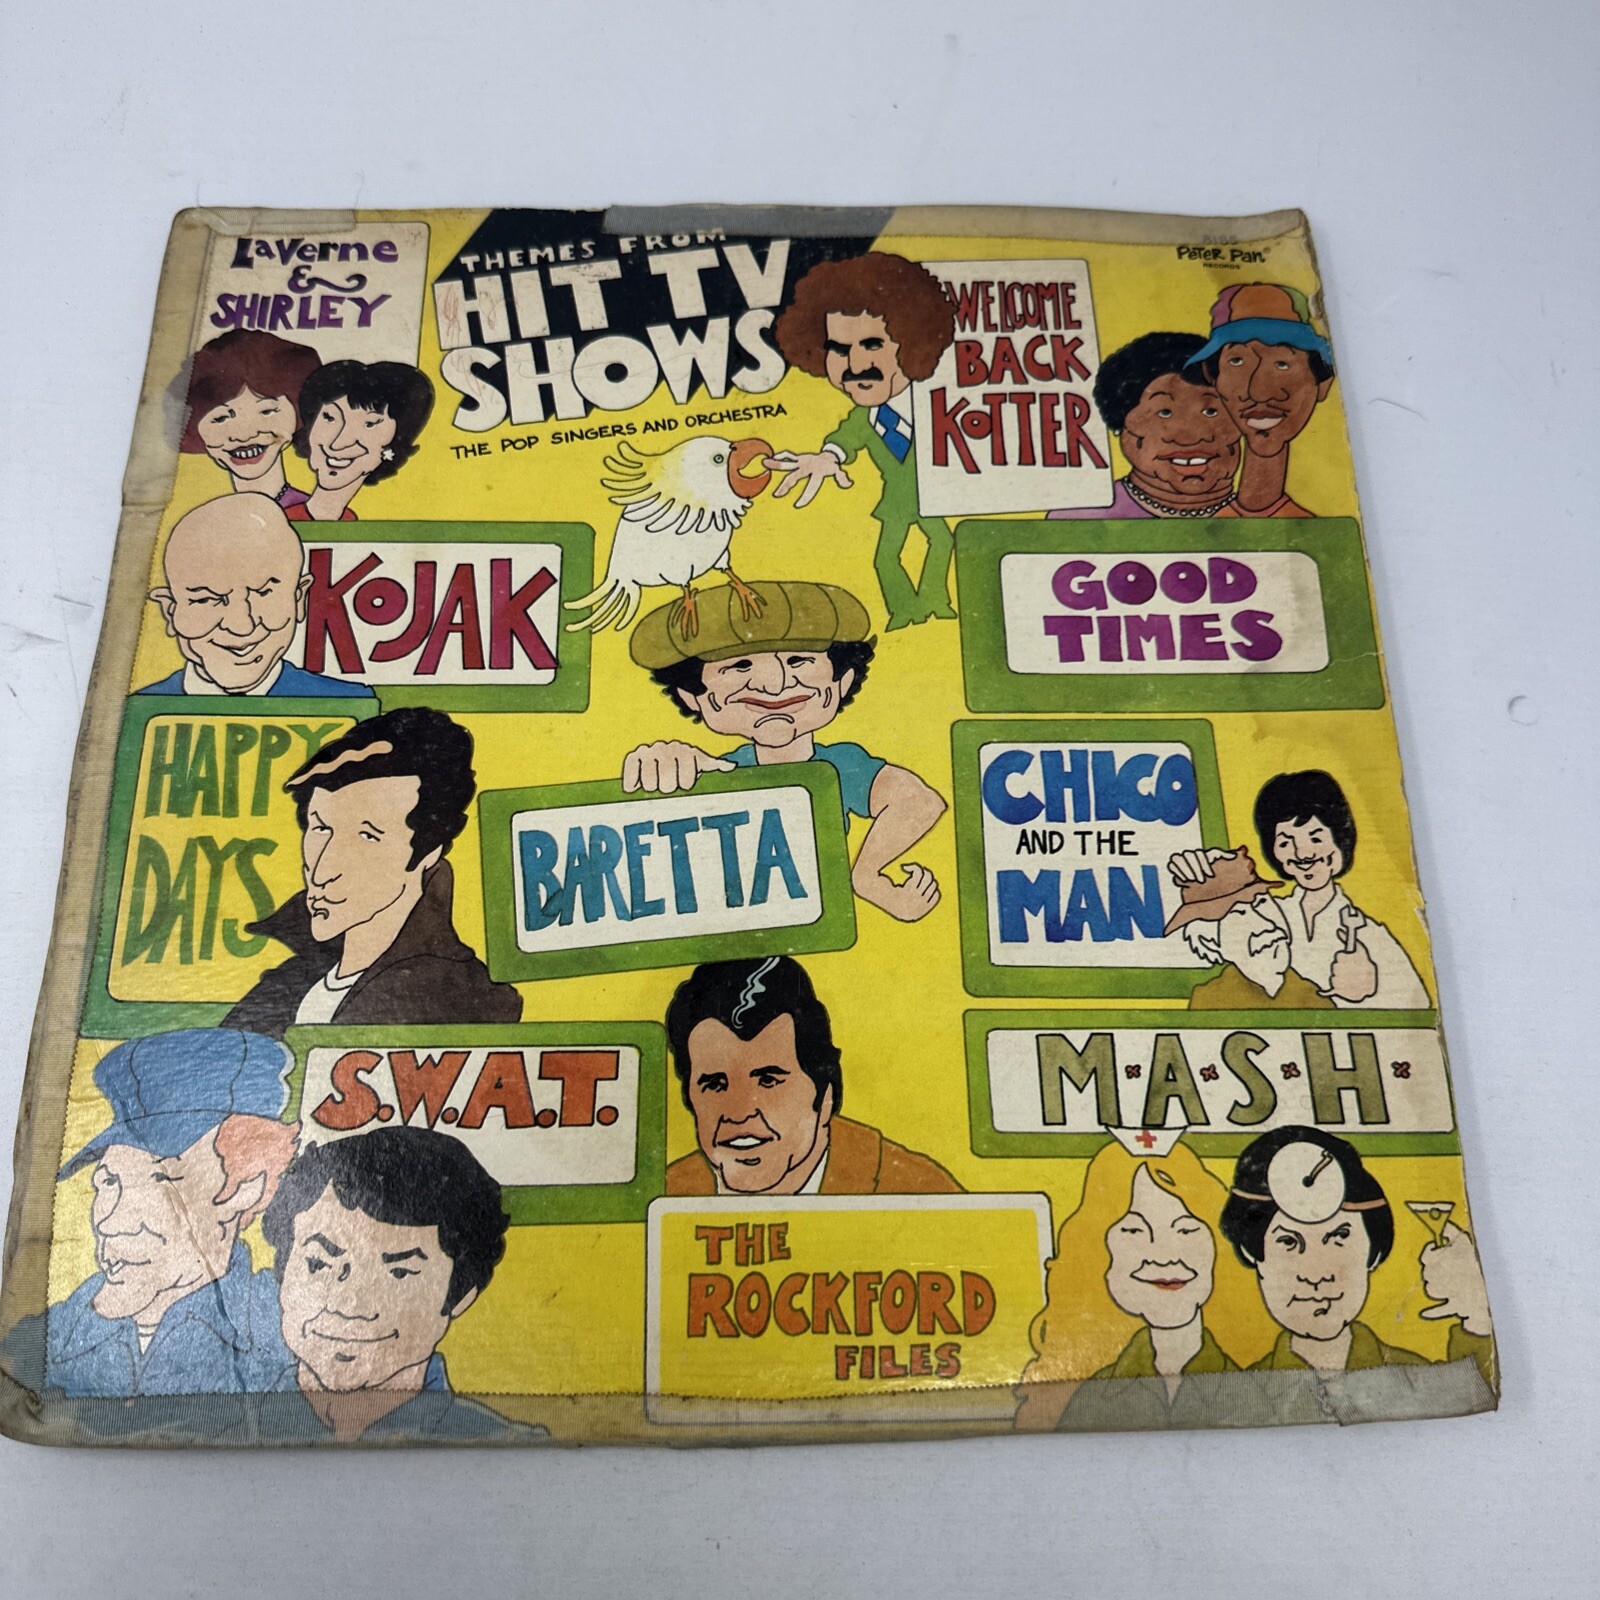 LaVerne
&
SHIRLEY
THEMES FROM
HIT TV
SHOWS
THE POP SINGERS AND ORCHESTRA
WELCOME
BACK
KOTTER
Peter Pan®
RECORDS
KOJAK
GOOD
TIMES
HAPPY
DAYS
BARETTA
CHICO
AND THE
MAN
S.W.A.T.
M*A*S*H*
THE
ROCKFORD
FILES